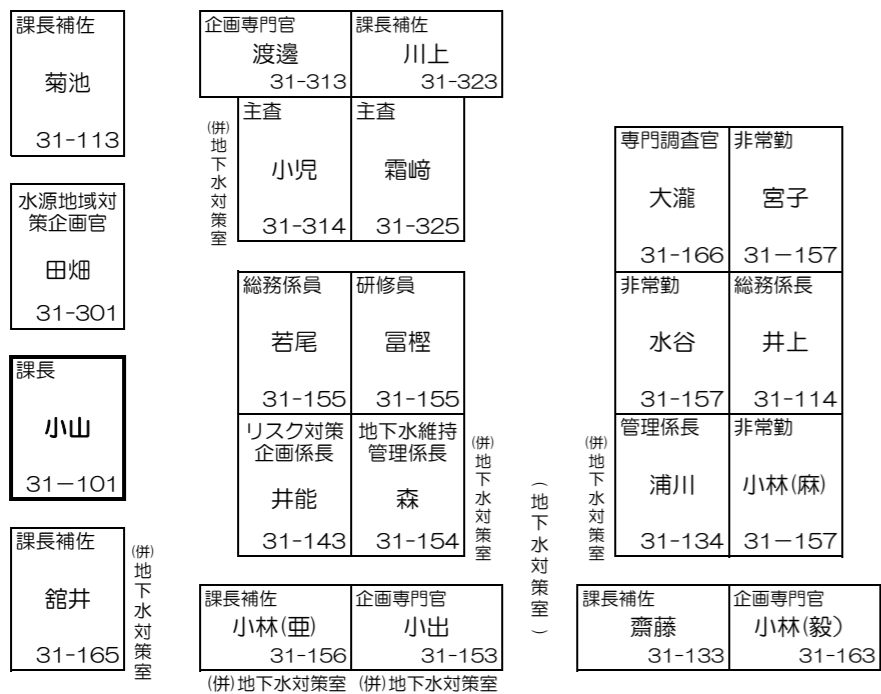 課長補佐
菊池
31-113
水源地域対
策企画官
田畑
31-301
課長
小山
31－101
課長補佐
舘井
31-165
(併)地下水対策室
企画専門官
渡邉
31-313
課長補佐
川上
31-323
(併)地下水対策室
主査
小児
31-314
主査
霜﨑
31-325
総務係員
若尾
31-155
研修員
冨樫
31-155
リスク対策
企画係長
井能
31-143
地下水維持
管理係長
森
31-154
(併)地下水対策室
課長補佐
小林(亜)
31-156
(併)地下水対策室
企画専門官
小出
31-153
(併)地下水対策室
(地下水対策室)
専門調査官
大瀧
31-166
非常勤
宮子
31－157
非常勤
水谷
31-157
総務係長
井上
31-114
(併)地下水対策室
管理係長
浦川
31-134
非常勤
小林(麻)
31－157
課長補佐
齋藤
31-133
企画専門官
小林(毅）
31-163